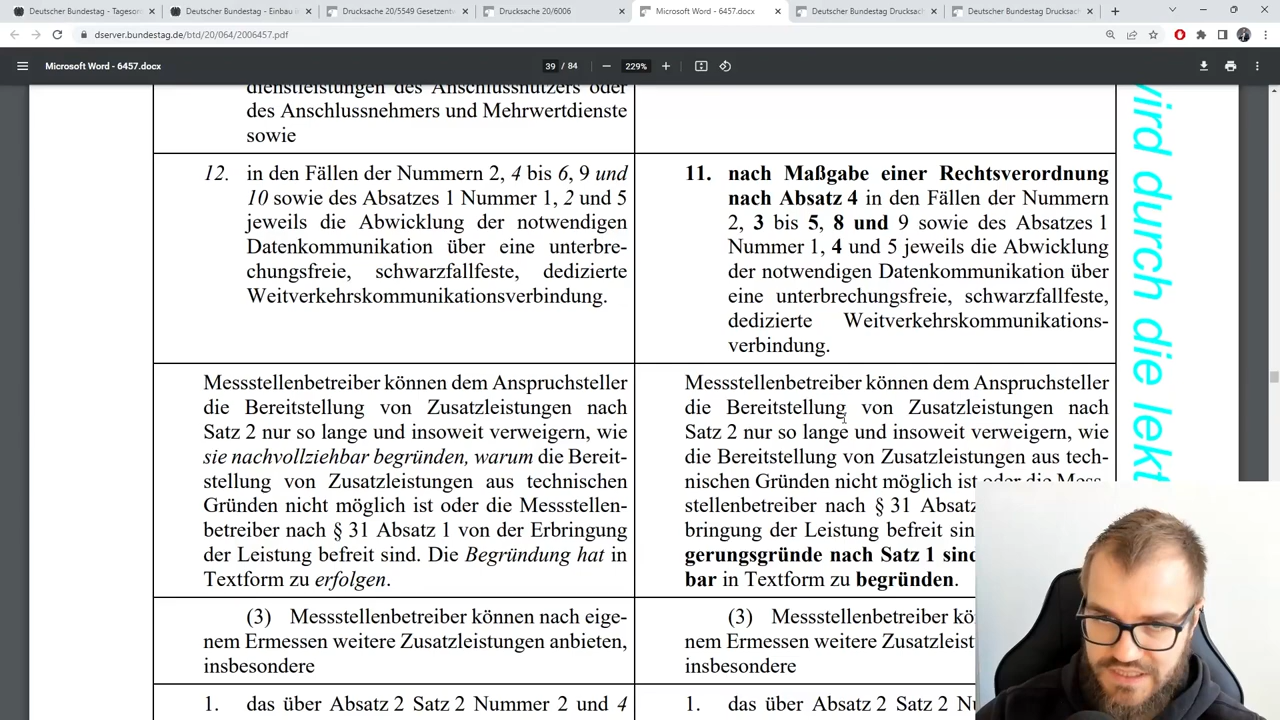 Deutscher Bundestag - Tagesor
Deutscher Bundestag - Einbau i
Drucksache 20/5549 Gesetzentw
Drucksache 20/6006
Microsoft Word - 6457.docx
Deutscher Bundestag Drucksac
Deutscher Bundestag Drucksac
dserver.bundestag.de/btd/20/064/2006457.pdf
Microsoft Word - 6457.docx
39 / 84
229%
dienstleistungen des Anschlussnutzers oder
des Anschlussnehmers und Mehrwertdienste
sowie
12. in den Fällen der Nummern 2, 4 bis 6, 9 und
10 sowie des Absatzes 1 Nummer 1, 2 und 5
jeweils die Abwicklung der notwendigen
Datenkommunikation über eine unterbre-
chungsfreie, schwarzfallfeste, dedizierte
Weitverkehrskommunikationsverbindung.
11. nach Maßgabe einer Rechtsverordnung
nach Absatz 4 in den Fällen der Nummern
2, 3 bis 5, 8 und 9 sowie des Absatzes 1
Nummer 1, 4 und 5 jeweils die Abwicklung
der notwendigen Datenkommunikation über
eine unterbrechungsfreie, schwarzfallfeste,
dedizierte Weitverkehrskommunikations-
verbindung.
Messstellenbetreiber können dem Anspruchsteller
die Bereitstellung von Zusatzleistungen nach
Satz 2 nur so lange und insoweit verweigern, wie
sie nachvollziehbar begründen, warum die Bereit-
stellung von Zusatzleistungen aus technischen
Gründen nicht möglich ist oder die Messstellen-
betreiber nach § 31 Absatz 1 von der Erbringung
der Leistung befreit sind. Die Begründung hat in
Textform zu erfolgen.
Messstellenbetreiber können dem Anspruchsteller
die Bereitstellung von Zusatzleistungen nach
Satz 2 nur so lange und insoweit verweigern, wie
die Bereitstellung von Zusatzleistungen aus tech-
nischen Gründen nicht möglich ist oder die Mess-
stellenbetreiber nach § 31 Absatz
bringung der Leistung befreit sin
gerungsgründe nach Satz 1 sind
bar in Textform zu begründen.
(3) Messstellenbetreiber können nach eige-
nem Ermessen weitere Zusatzleistungen anbieten,
insbesondere
(3) Messstellenbetreiber kön
nem Ermessen weitere Zusatzleis
insbesondere
1. das über Absatz 2 Satz 2 Nummer 2 und 4
1. das über Absatz 2 Satz 2 Nu
wird durch die lekt